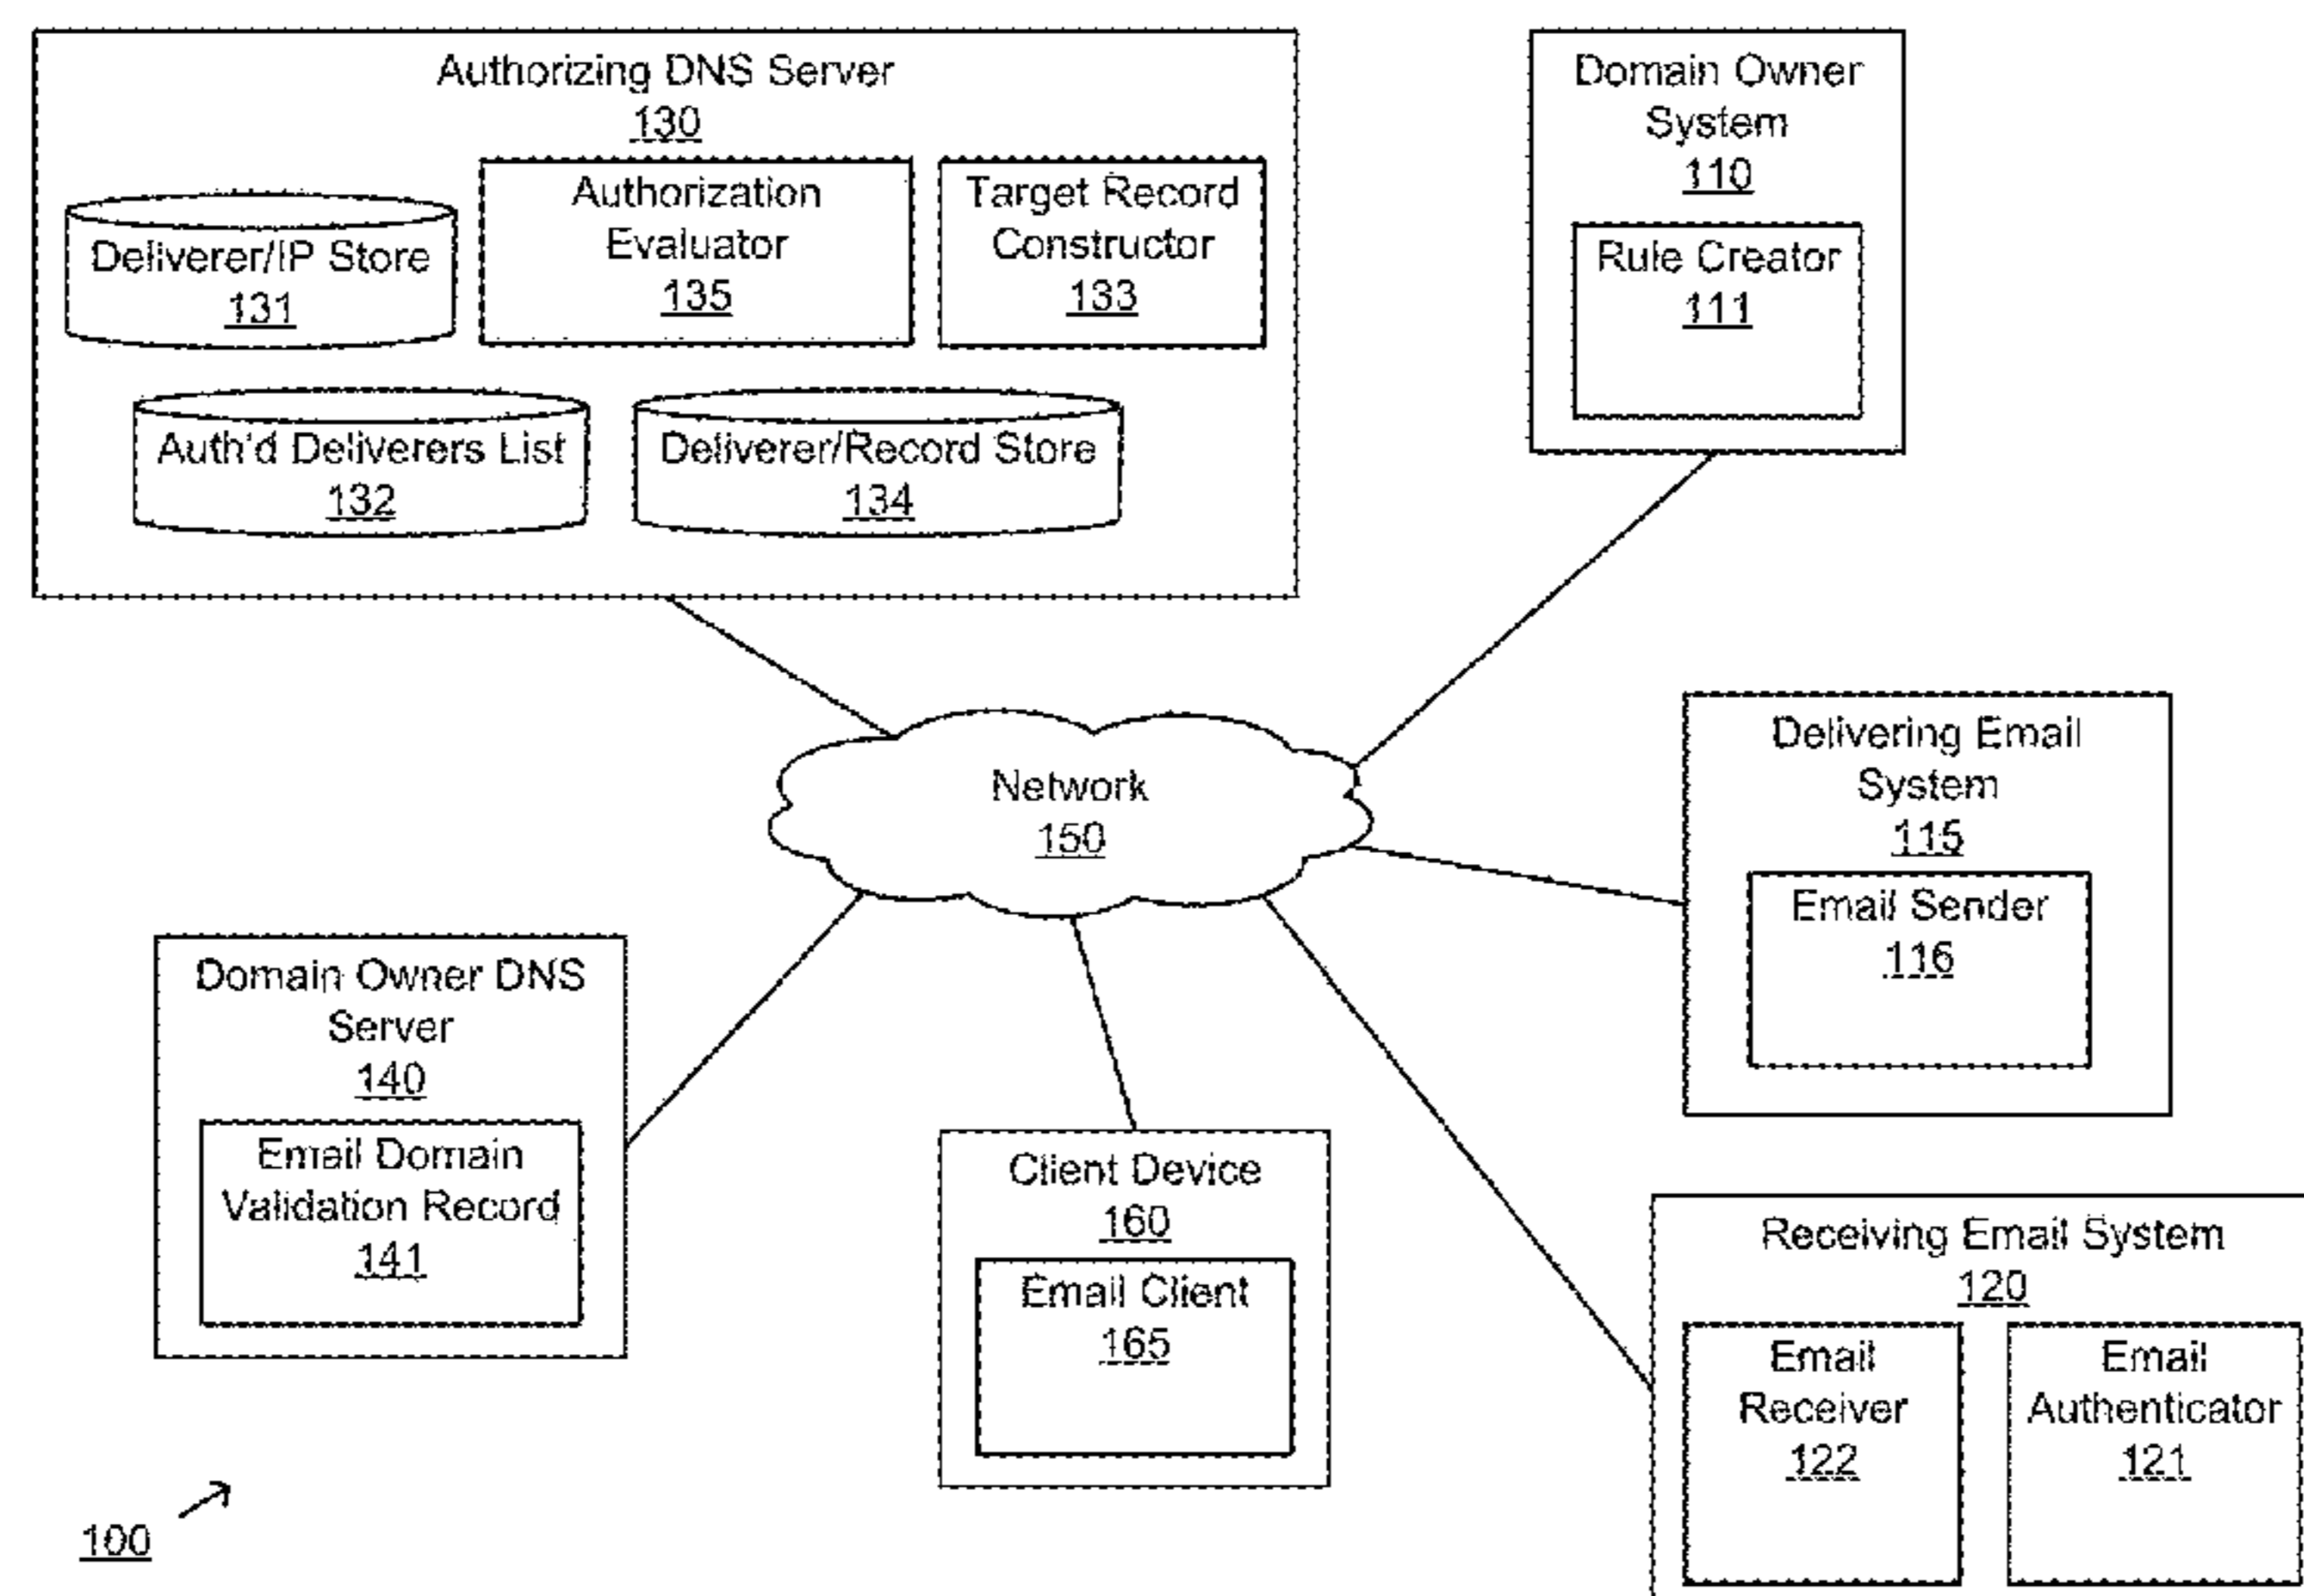 Authorizing DNS Server
130
Deliverer/IP Store
131
Authorization
Evaluator
135
Target Record
Constructor
133
Auth'd Deliverers List
132
Deliverer/Record Store
134
Domain Owner
System
110
Rule Creator
111
Network
150
Delivering Email
System
115
Email Sender
116
Domain Owner DNS
Server
140
Email Domain
Validation Record
141
Client Device
160
Email Client
165
Receiving Email System
120
Email
Receiver
122
Email
Authenticator
121
100